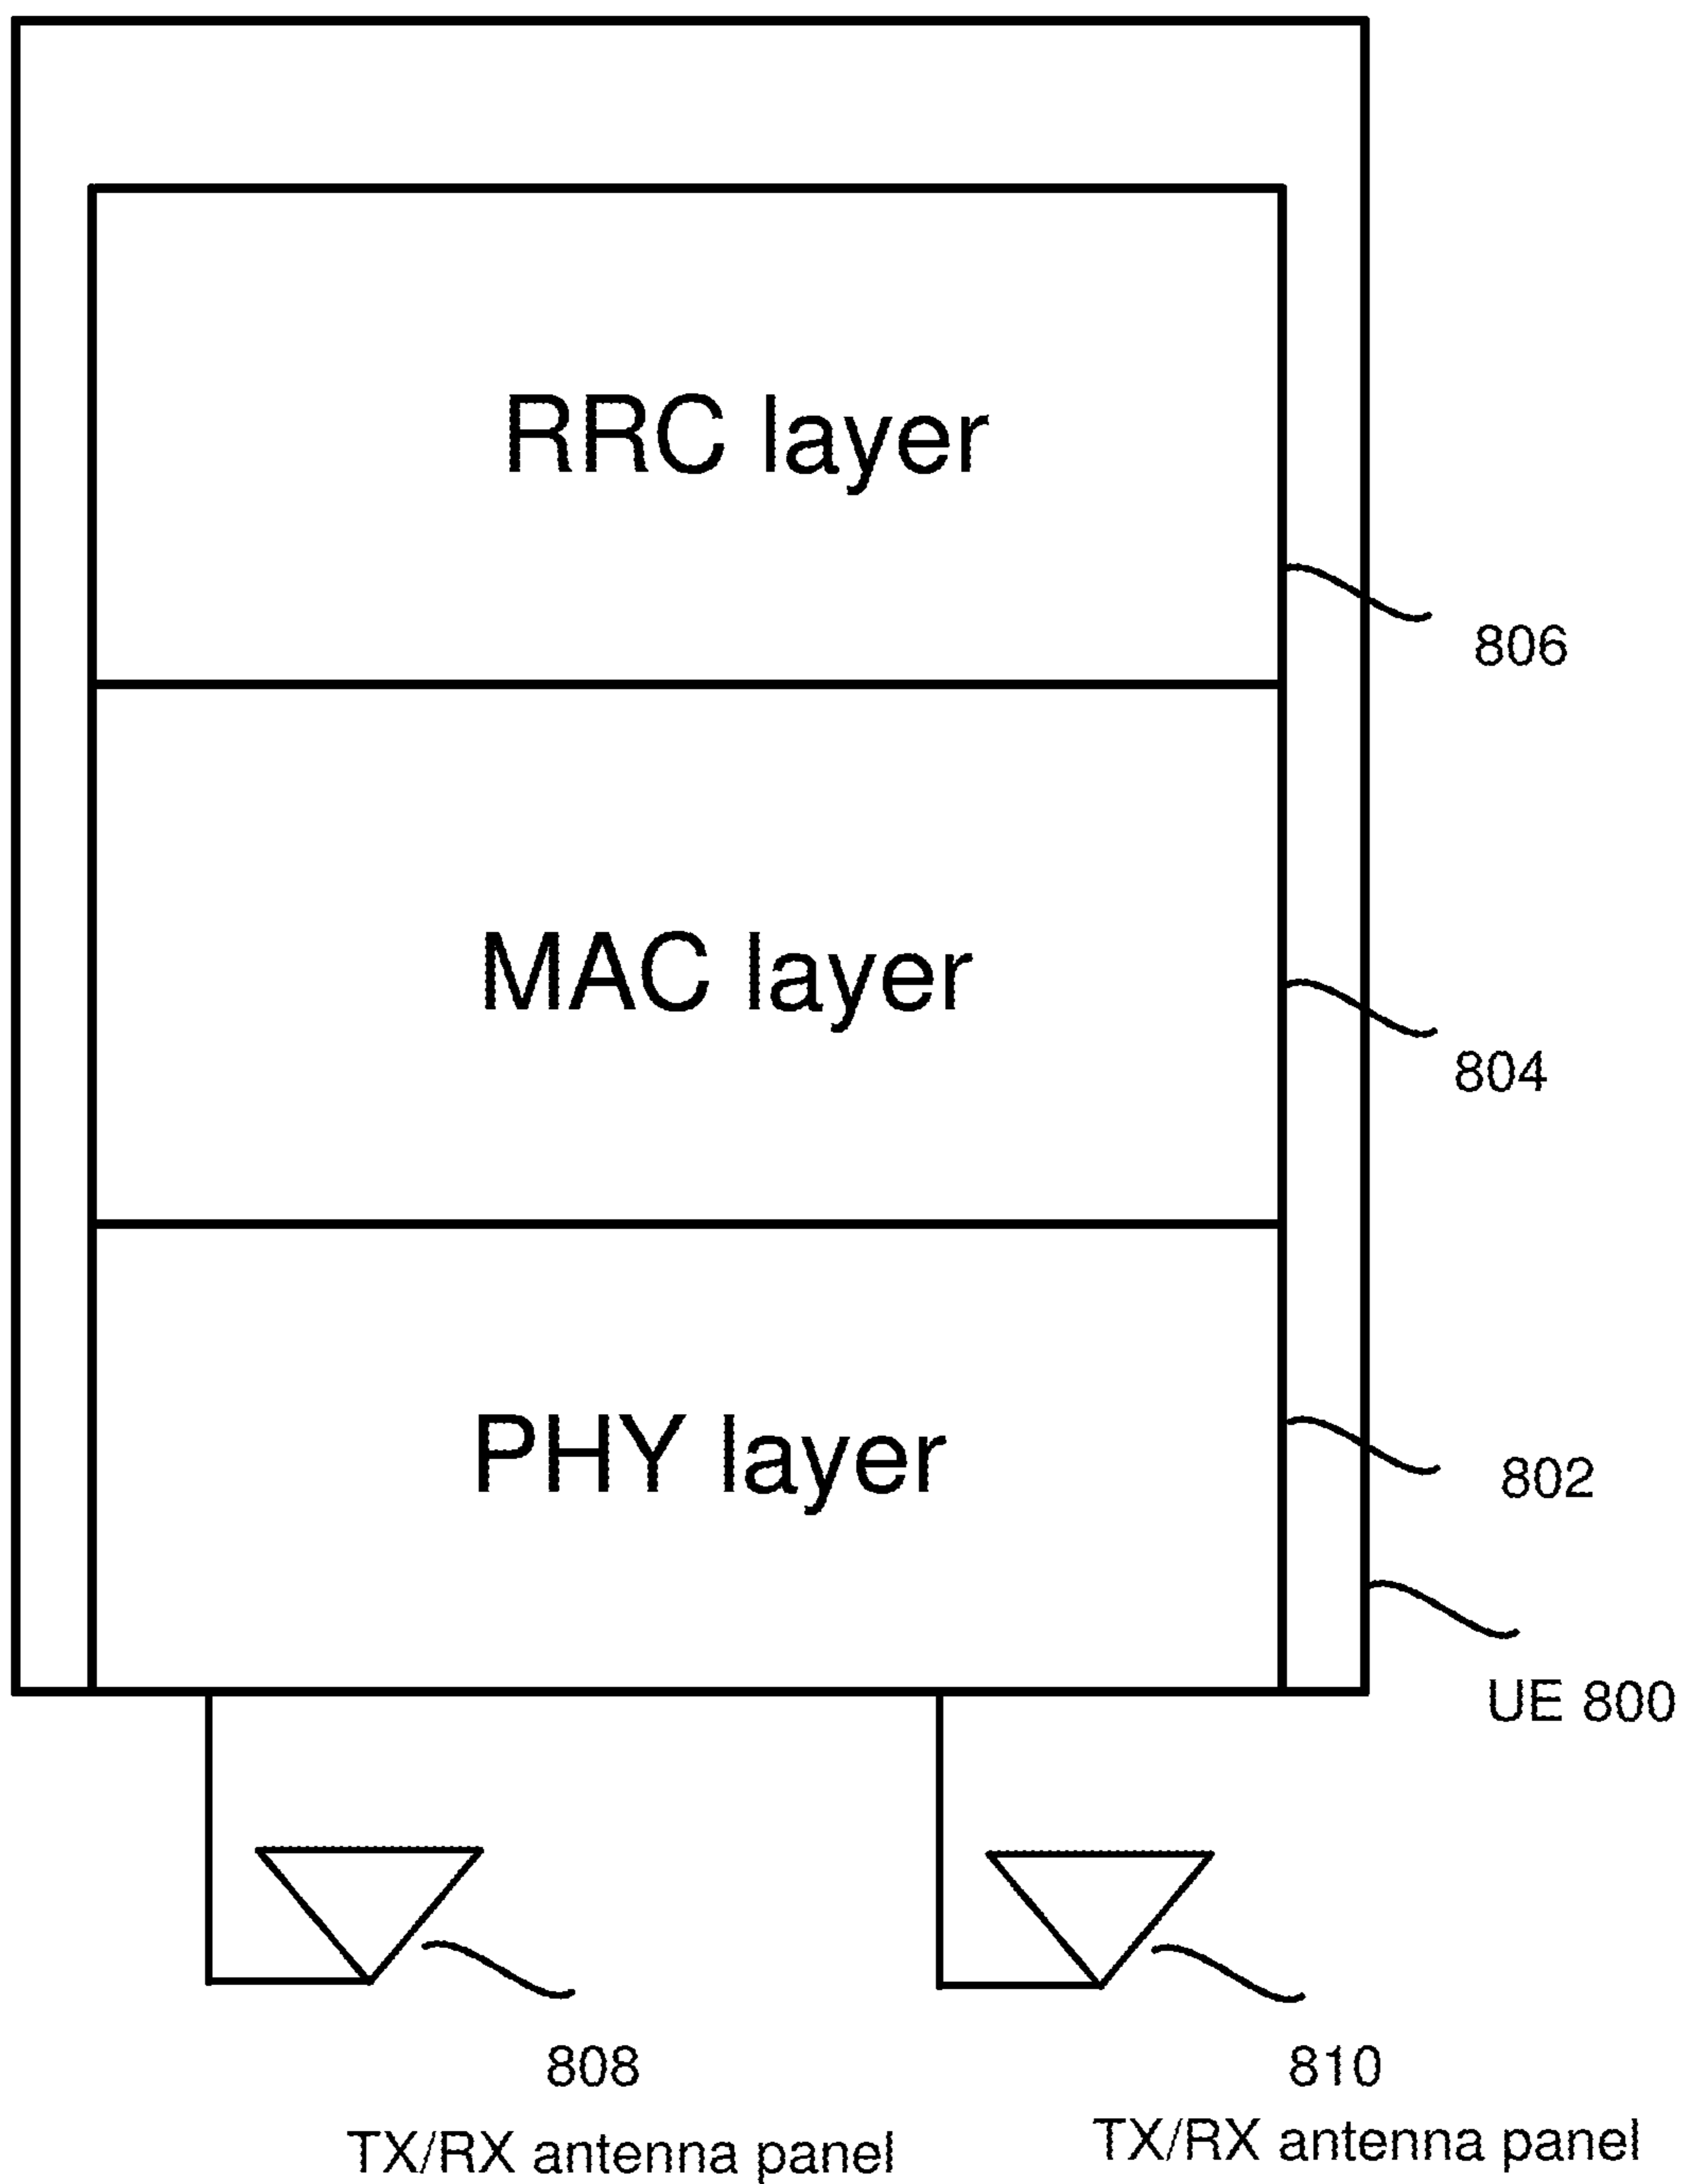 RRC layer
806
MAC layer
804
PHY layer
802
UE 800
808
TX/RX antenna panel
810
TX/RX antenna panel